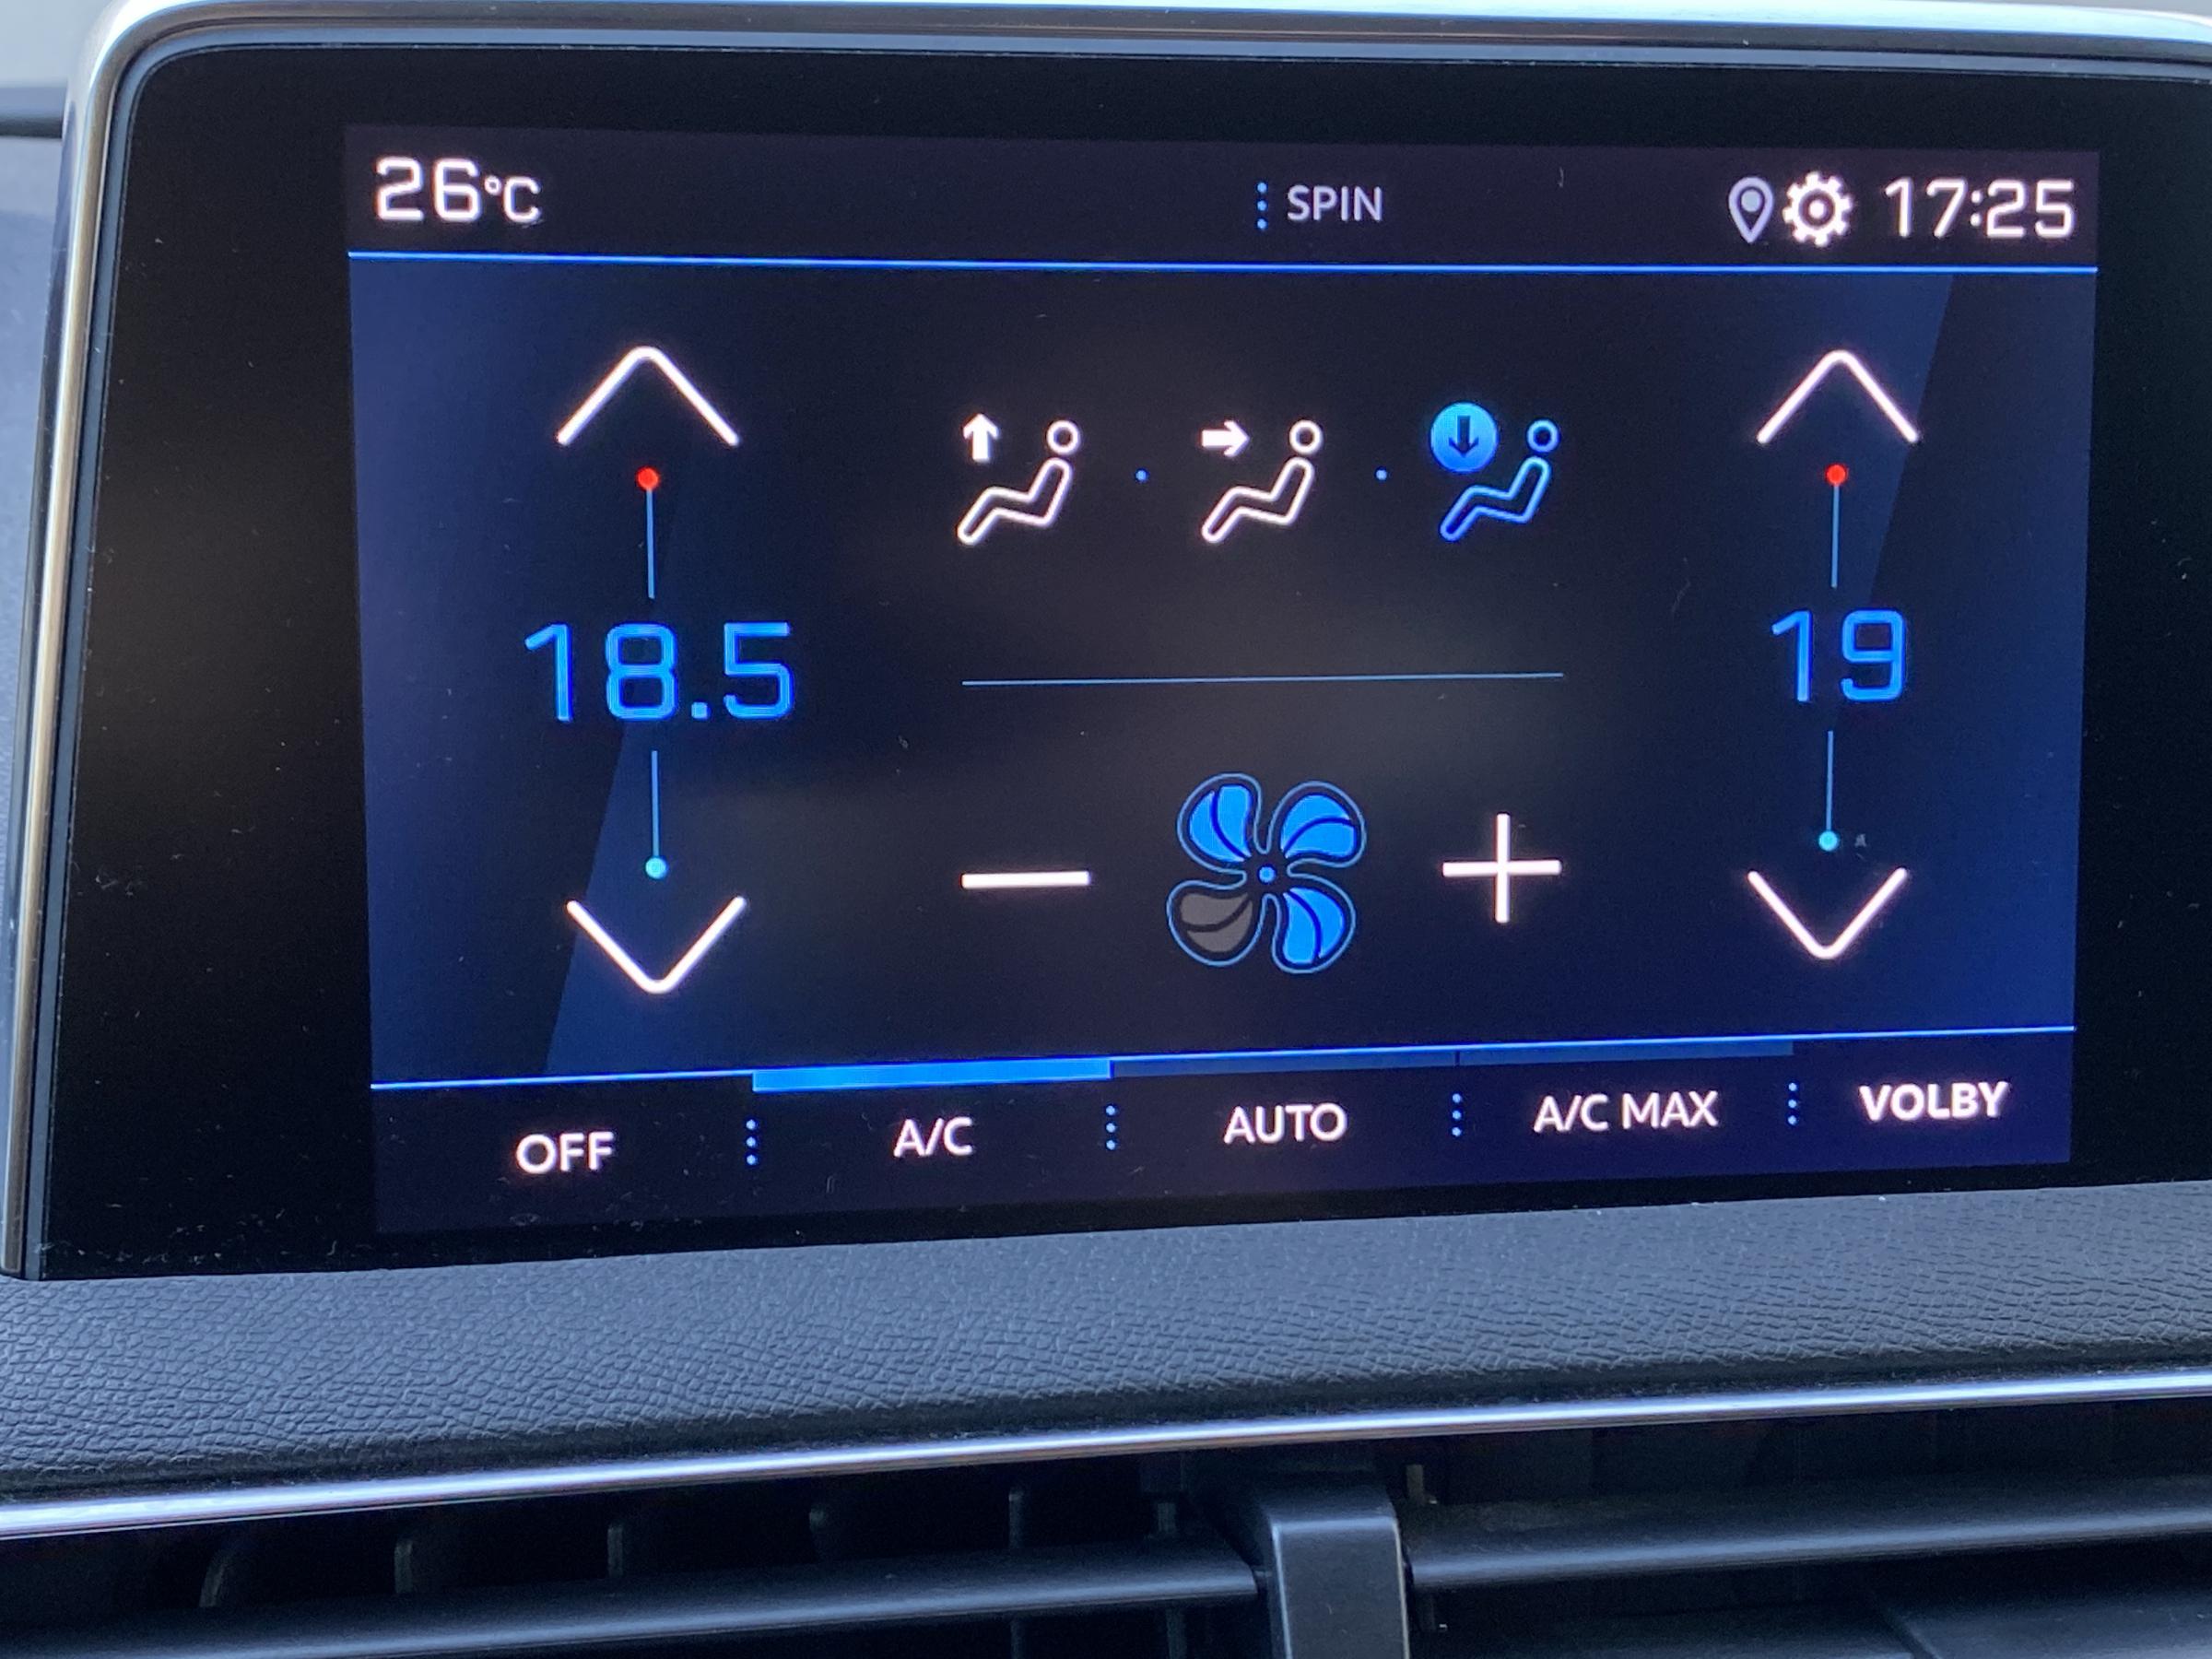 26°C
SPIN
17:25
18.5
19
OFF
A/C
AUTO
A/C MAX
VOLBY